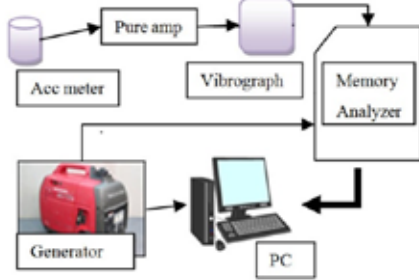 Pure amp
Acc meter
Vibrograph
Memory
Analyzer
Generator
PC